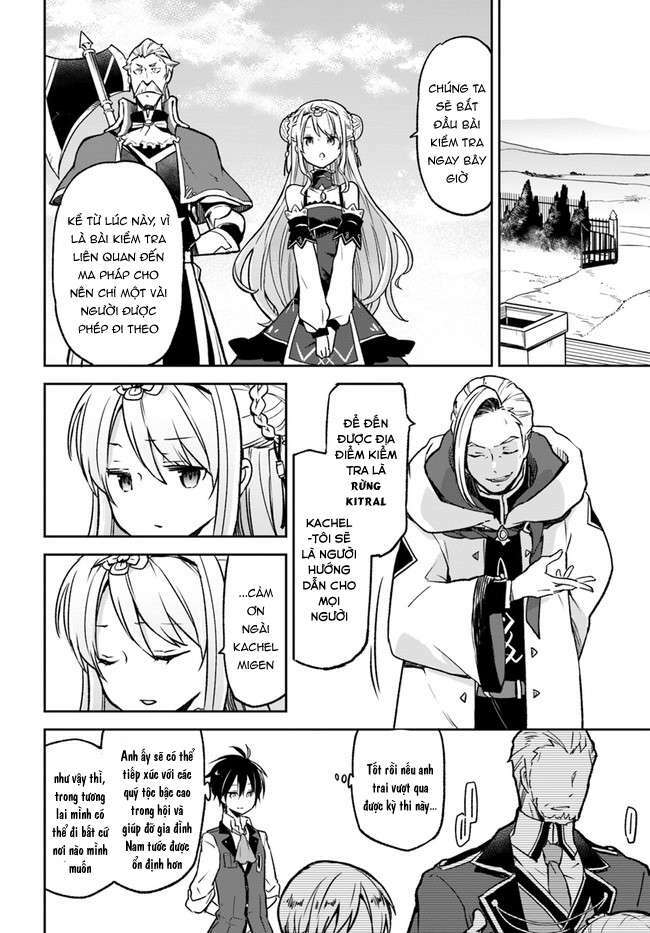 CHÚNG TA
SẼ BẮT
ĐẦU BÀI
KIỂM TRA
NGAY BÂY
GIỜ
KỂ TỪ LÚC NÀY, VÌ
LÀ BÀI KIỂM TRA
LIÊN QUAN ĐẾN
MA PHÁP CHO
NÊN CHỈ MỘT VÀI
NGƯỜI ĐƯỢC
PHÉP ĐI THEO
ĐỂ ĐẾN
ĐƯỢC ĐỊA
ĐIỂM KIỂM
TRA LÀ
RỪNG
KITRAL
KACHEL
-TÔI SẼ
LÀ NGƯỜI
HƯỚNG
DẪN CHO
MỌI
NGƯỜI
...CẢM
ƠN
NGÀI
KACHEL
MIGEN
Tốt rồi nếu anh
trai vượt qua
được kỳ thi này...
Anh ấy sẽ có thể
tiếp xúc với các
quý tộc bậc cao
trong hội và
giúp đỡ gia đình
Nam tước được
ổn định hơn
như vậy thì,
trong tương
lai mình có
thể đi bất cứ
nơi nào mình
muốn